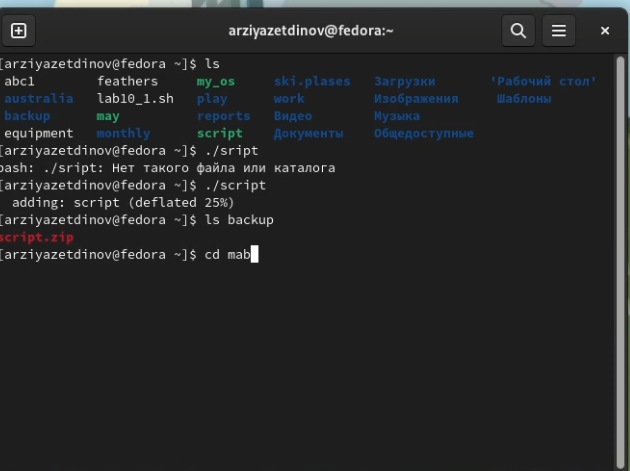 arziyazetdinov@fedora:~
[arziyazetdinov@fedora ~]$ ls
abc1 feathers my_os ski.plases Загрузки 'Рабочий стол'
australia lab10_1.sh play work Изображения Шаблоны
backup may reports Видео Музыка
equipment monthly script Документы Общедоступные
[arziyazetdinov@fedora ~]$ ./sript
bash: ./sript: Нет такого файла или каталога
[arziyazetdinov@fedora ~]$ ./script
adding: script (deflated 25%)
[arziyazetdinov@fedora ~]$ ls backup
script.zip
[arziyazetdinov@fedora ~]$ cd mab